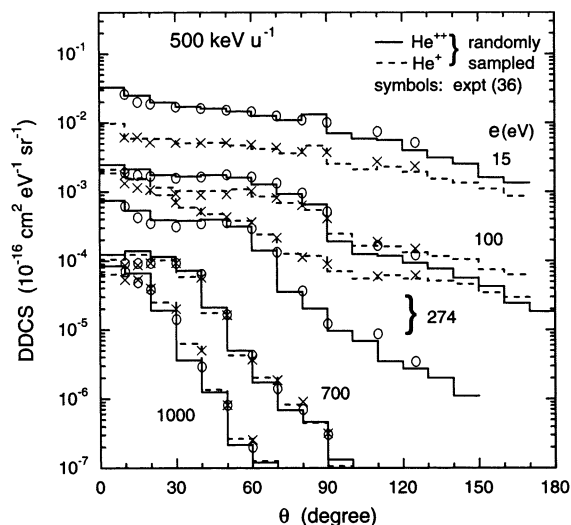 500 keV u⁻¹
He⁺⁺ } randomly
He⁺ sampled
symbols: expt (36)
e (eV)
15
100
274
}
700
1000
DDCS (10⁻¹⁶ cm² eV⁻¹ sr⁻¹)
10⁻¹
10⁻²
10⁻³
10⁻⁴
10⁻⁵
10⁻⁶
10⁻⁷
0 30 60 90 120 150 180
θ (degree)